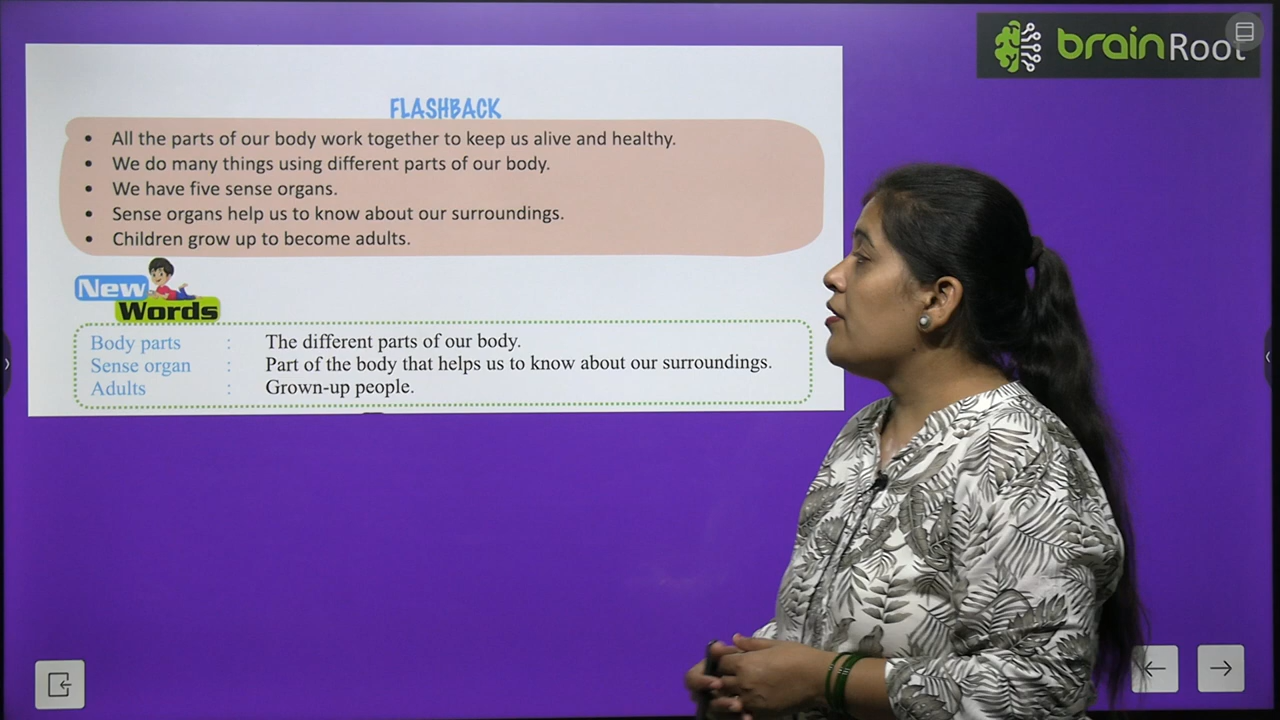 brainRoot
FLASHBACK
• All the parts of our body work together to keep us alive and healthy.
• We do many things using different parts of our body.
• We have five sense organs.
• Sense organs help us to know about our surroundings.
• Children grow up to become adults.
New
Words
Body parts : The different parts of our body.
Sense organ : Part of the body that helps us to know about our surroundings.
Adults : Grown-up people.